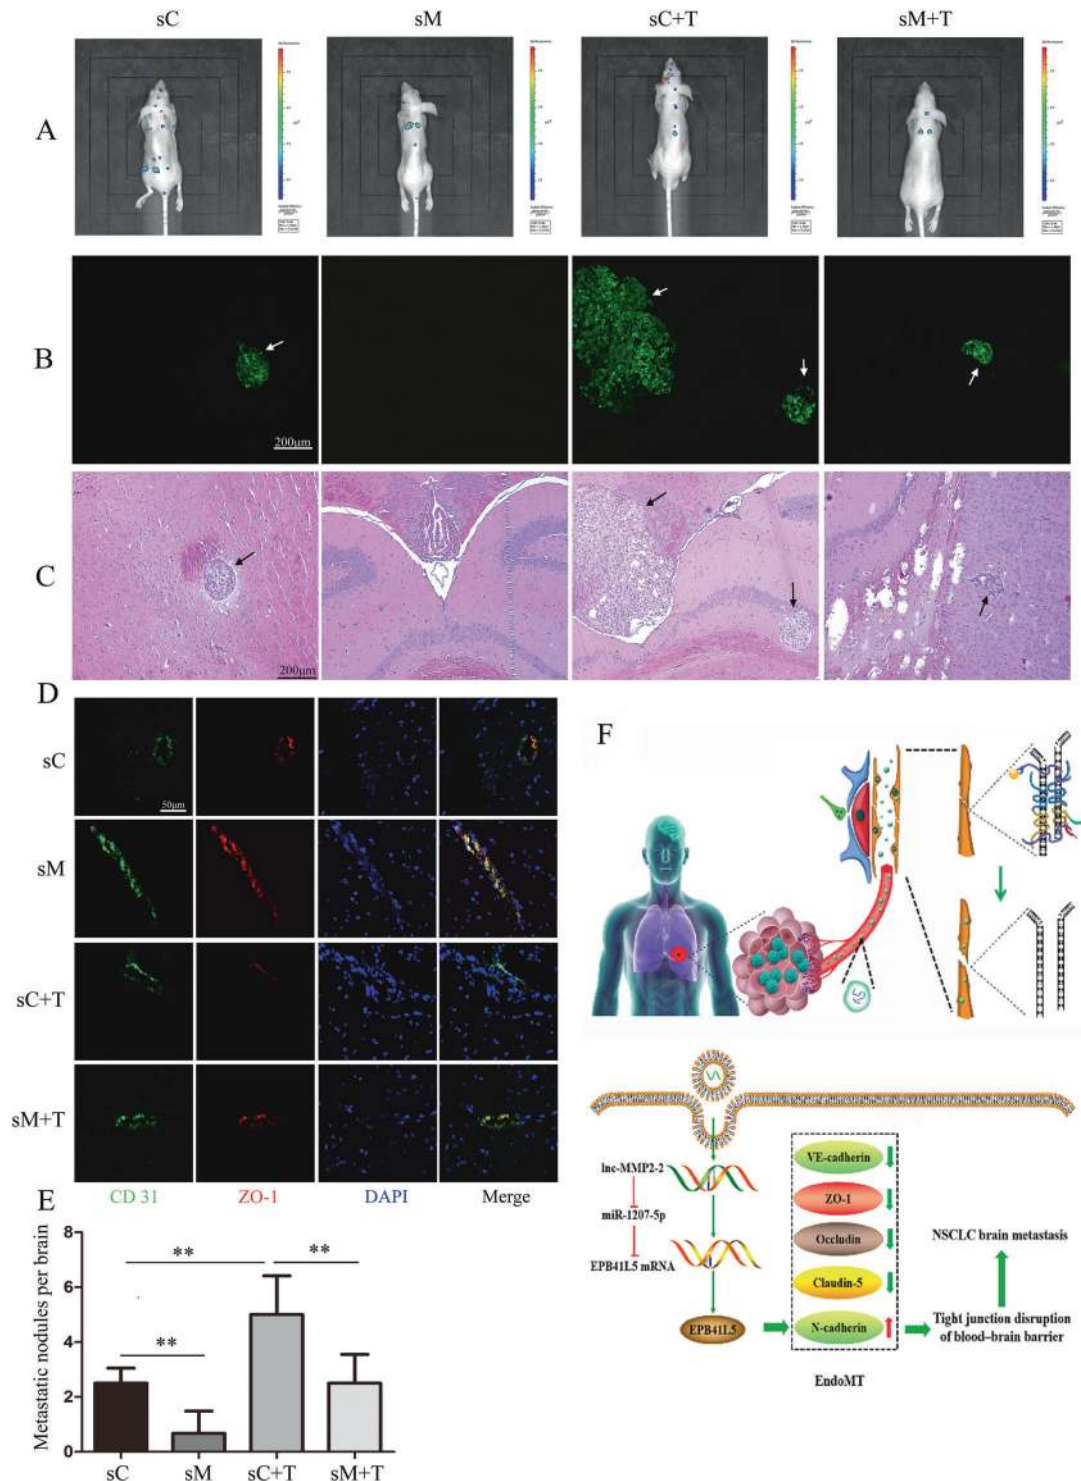 sC sM sC+T sM+T
A
B
200μm
C
200μm
D
sC
50μm
sM
sC+T
sM+T
CD 31 ZO-1 DAPI Merge
E
Metastatic nodules per brain
8
6
4
2
0
**
**
**
sC sM sC+T sM+T
F
lnc-MMP2-2
miR-1207-5p
EPB41L5 mRNA
EPB41L5
VE-cadherin
ZO-1
Occludin
Claudin-5
N-cadherin
EndoMT
NSCLC brain metastasis
Tight junction disruption
of blood–brain barrier